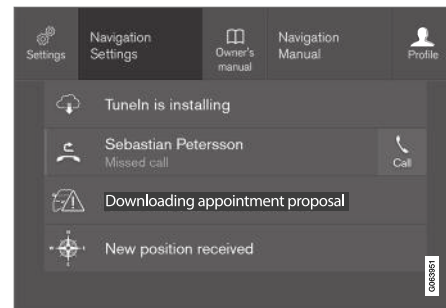 Settings
Navigation
Settings
Owner's
manual
Navigation
Manual
Profile
TuneIn is installing
Sebastian Petersson
Missed call
Call
Downloading appointment proposal
New position received
G063951